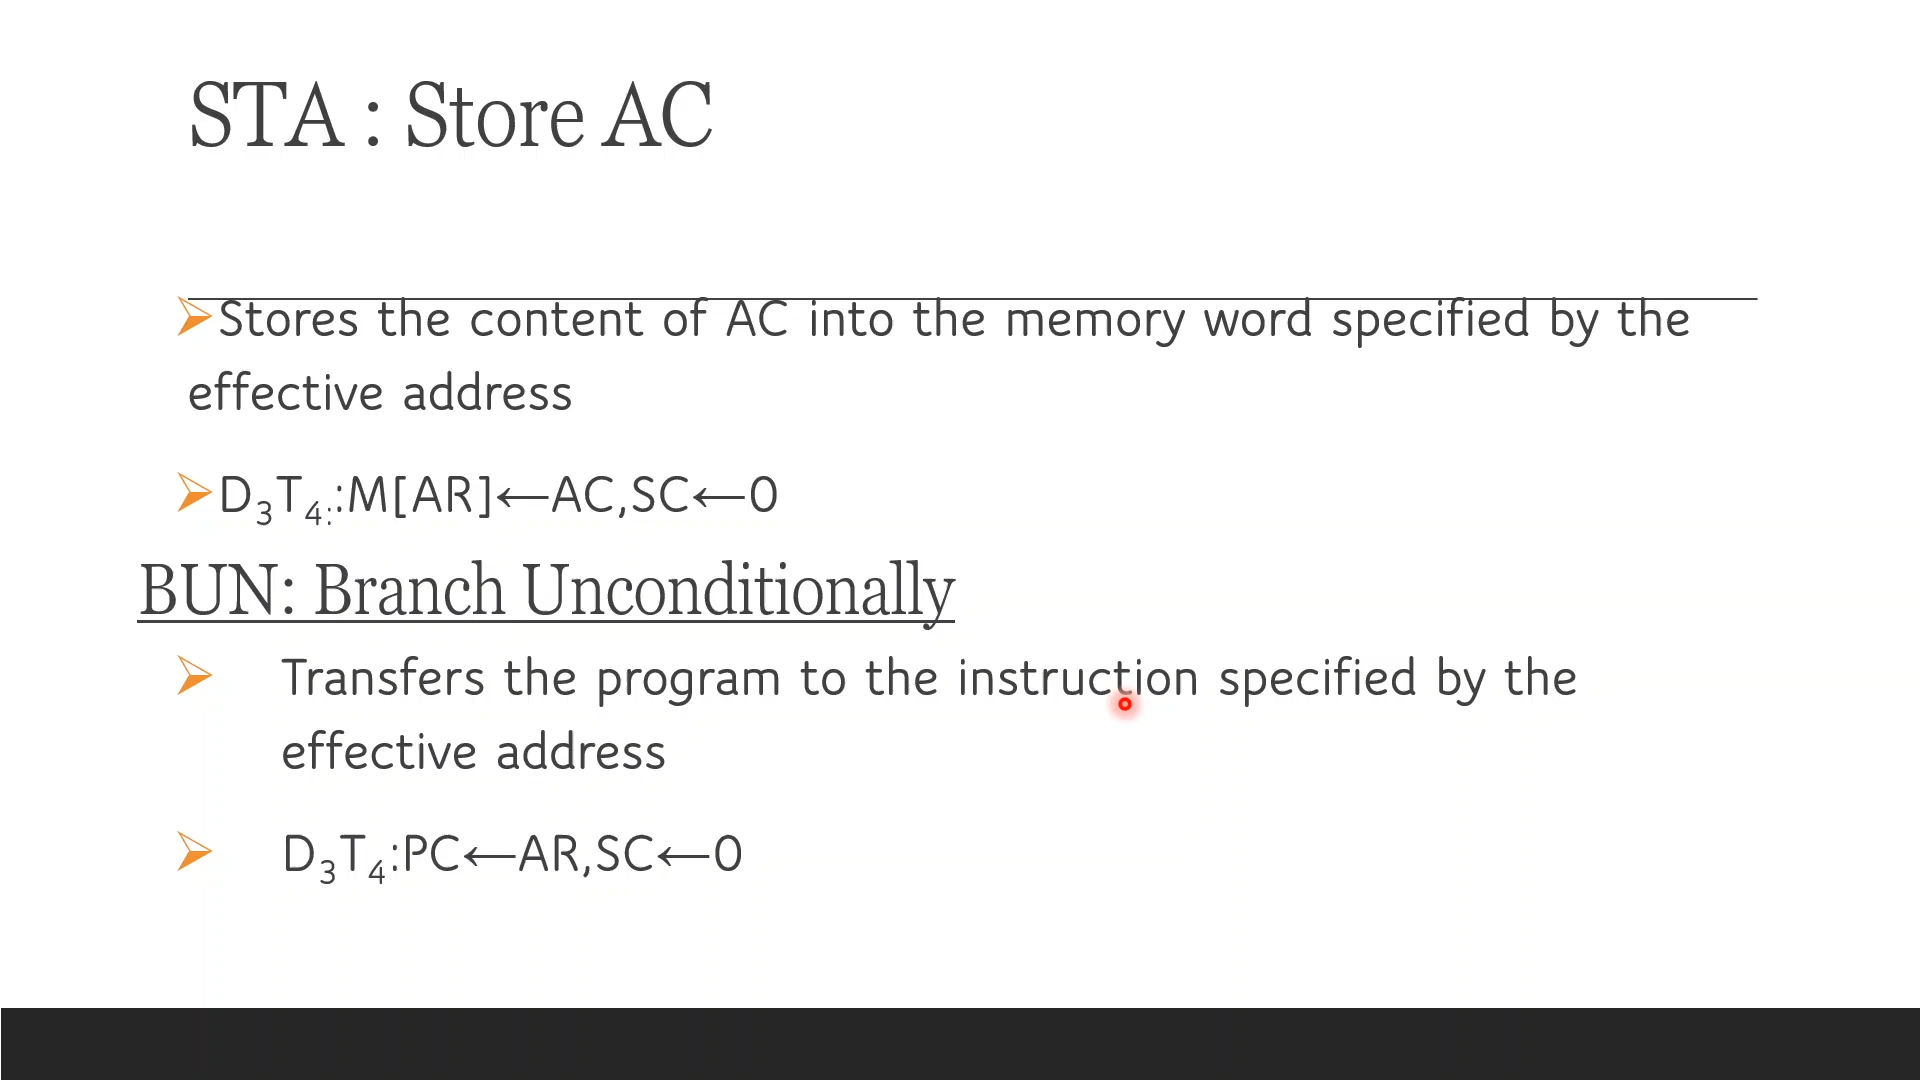 STA : Store AC
➢Stores the content of AC into the memory word specified by the
effective address
➢D₃T₄:​:M[AR]←AC,SC←0
BUN: Branch Unconditionally
➢ Transfers the program to the instruction specified by the
effective address
➢ D₃T₄:PC←AR,SC←0